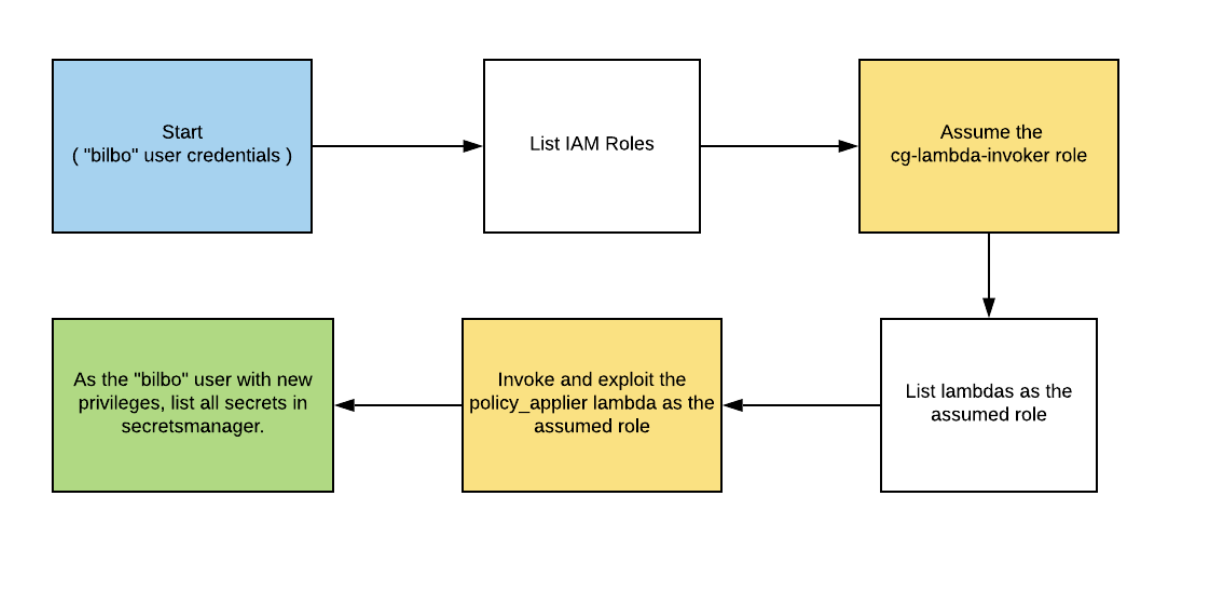 Start
( "bilbo" user credentials )
List IAM Roles
Assume the
cg-lambda-invoker role
List lambdas as the
assumed role
Invoke and exploit the
policy_applier lambda as the
assumed role
As the "bilbo" user with new
privileges, list all secrets in
secretsmanager.